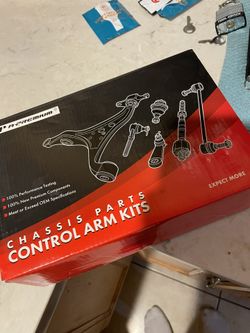 A-PREMIUM
100% Performance Testing
100% New Premium Components
Meet or Exceed OEM Specifications
EXPECT MORE
CHASSIS PARTS
CONTROL ARM KITS